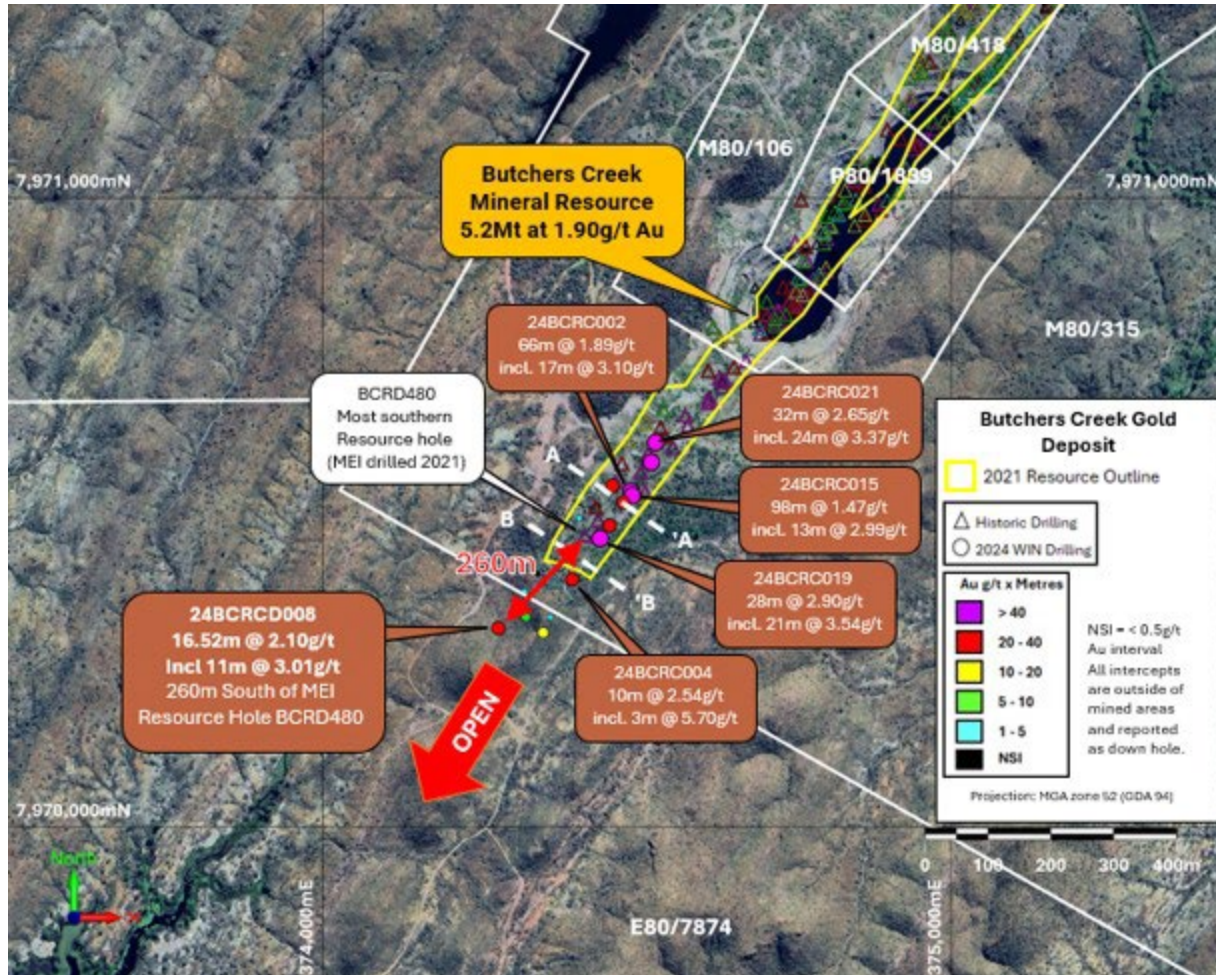 M80/418
M80/106
P80/1839
7,971,000mN
7,971,000mN
Butchers Creek
Mineral Resource
5.2Mt at 1.90g/t Au
M80/315
24BCRC002
66m @ 1.89g/t
incl. 17m @ 3.10g/t
BCRD480
Most southern
Resource hole
(MEI drilled 2021)
24BCRC021
32m @ 2.65g/t
incl. 24m @ 3.37g/t
A
24BCRC015
98m @ 1.47g/t
incl. 13m @ 2.99g/t
B
'A
260m
24BCRC019
28m @ 2.90g/t
incl. 21m @ 3.54g/t
'B
24BCRCD008
16.52m @ 2.10g/t
Incl 11m @ 3.01g/t
260m South of MEI
Resource Hole BCRD480
24BCRC004
10m @ 2.54g/t
incl. 3m @ 5.70g/t
OPEN
Butchers Creek Gold
Deposit
2021 Resource Outline
Historic Drilling
2024 WIN Drilling
Au g/t x Metres
> 40
20 - 40
10 - 20
5 - 10
1 - 5
NSI
NSI = < 0.5g/t
Au interval
All intercepts
are outside of
mined areas
and reported
as down hole.
Projection: MGA zone 52 (GDA 94)
7,970,000mN
0 100 200 300 400m
North
374,000mE
375,000mE
E80/7874